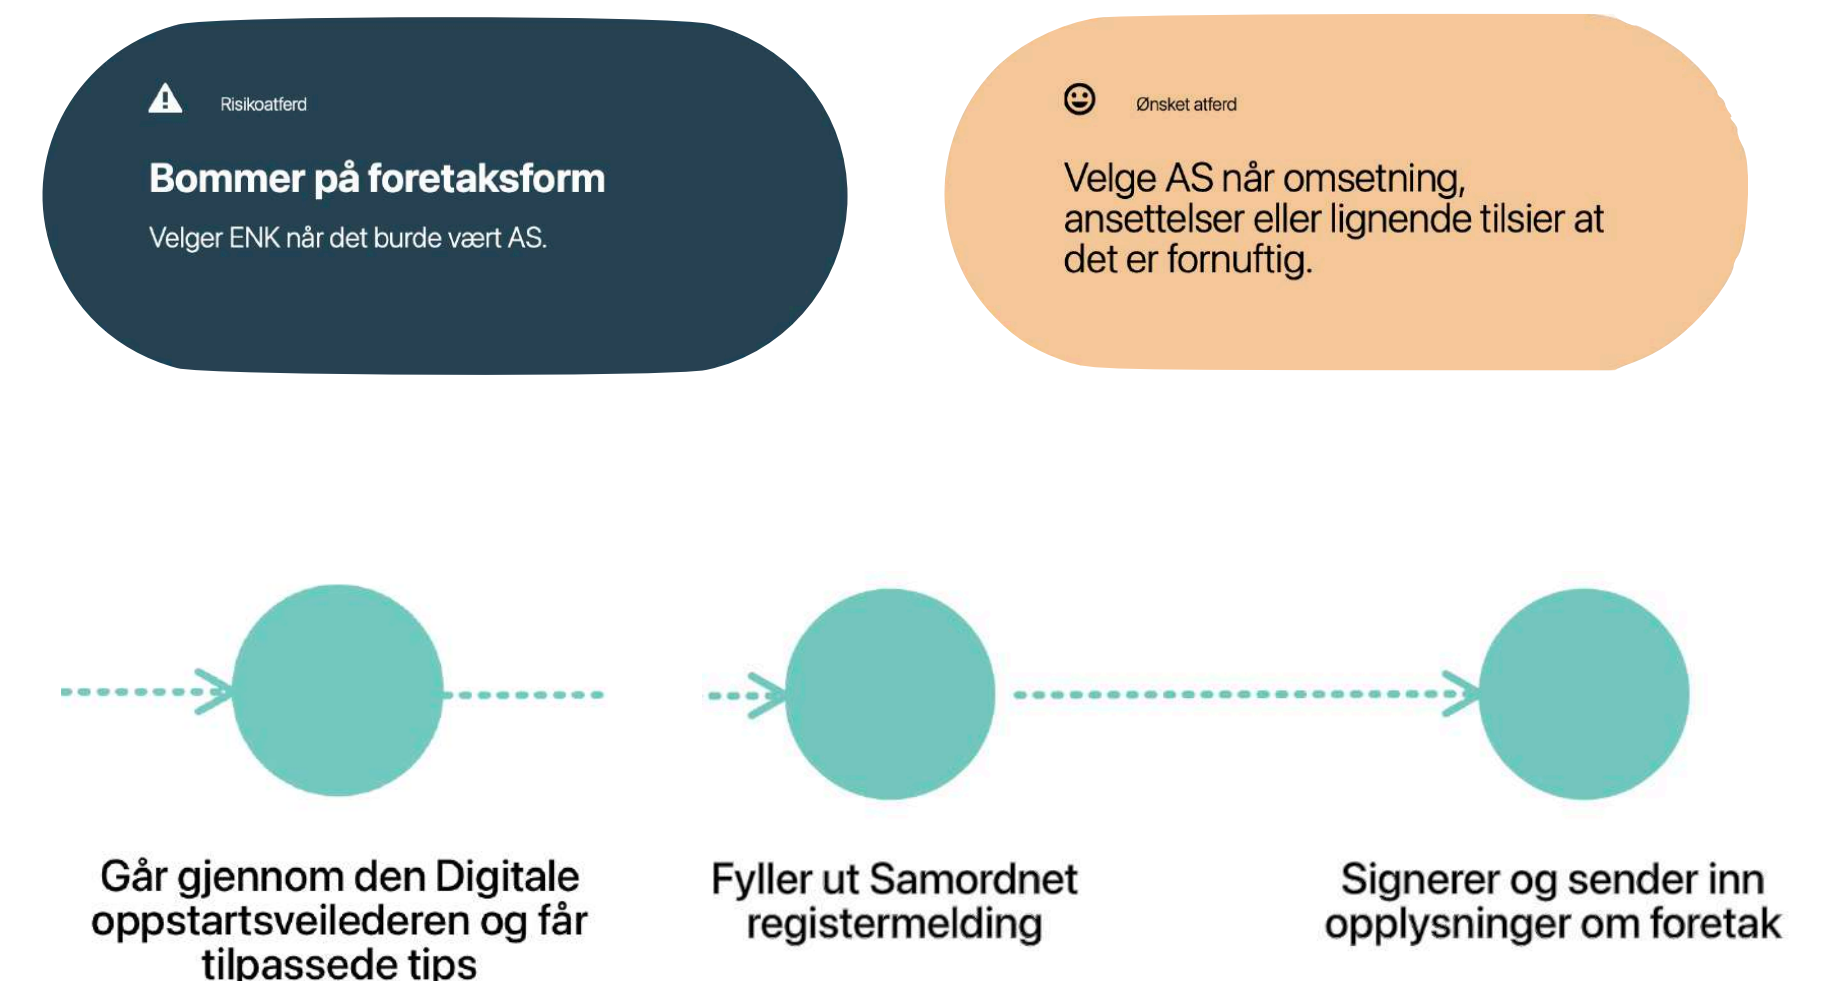 Risikoatferd
Bommer på foretaksform
Velger ENK når det burde vært AS.
Ønsket atferd
Velge AS når omsetning,
ansettelser eller lignende tilsier at
det er fornuftig.
Går gjennom den Digitale
oppstartsveilederen og får
tilpassede tips
Fyller ut Samordnet
registermelding
Signerer og sender inn
opplysninger om foretak